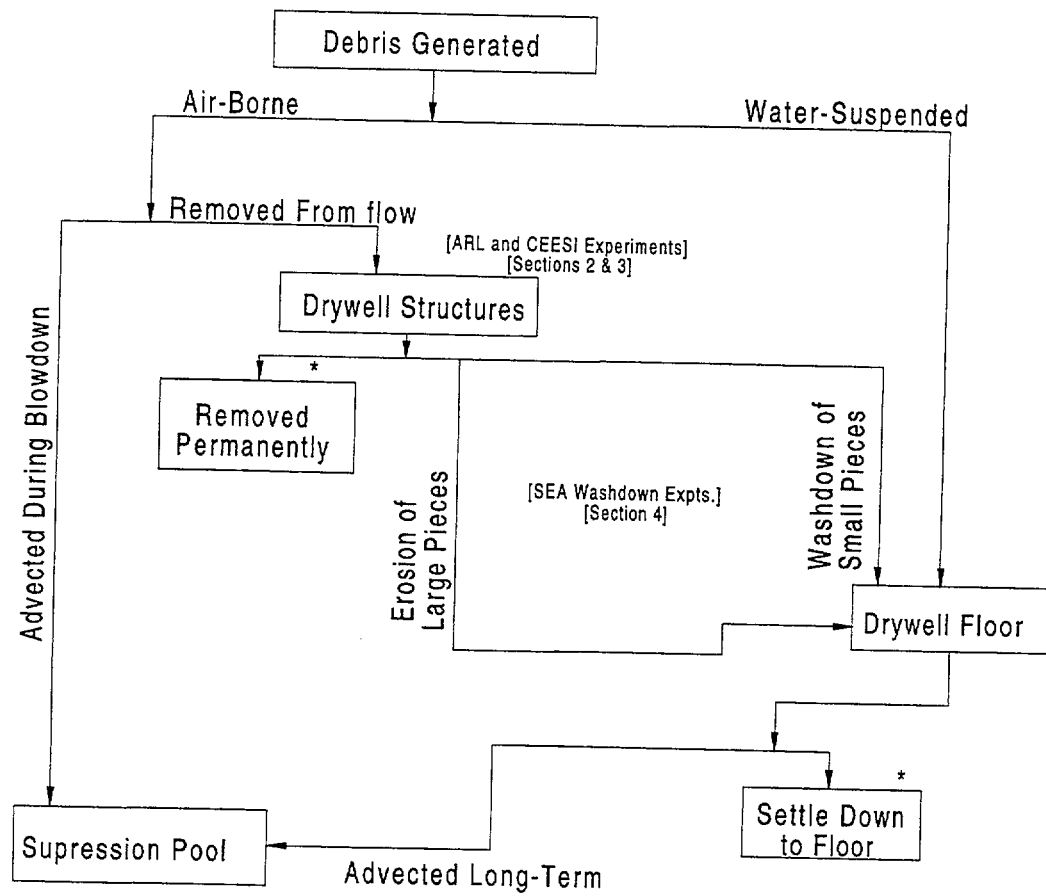 Debris Generated
Air-Borne
Water-Suspended
Removed From flow
[ARL and CEESI Experiments]
[Sections 2 & 3]
Drywell Structures
*
Removed
Permanently
Advected During Blowdown
Erosion of
Large Pieces
[SEA Washdown Expts.]
[Section 4]
Washdown of
Small Pieces
Drywell Floor
*
Settle Down
to Floor
Supression Pool
Advected Long-Term